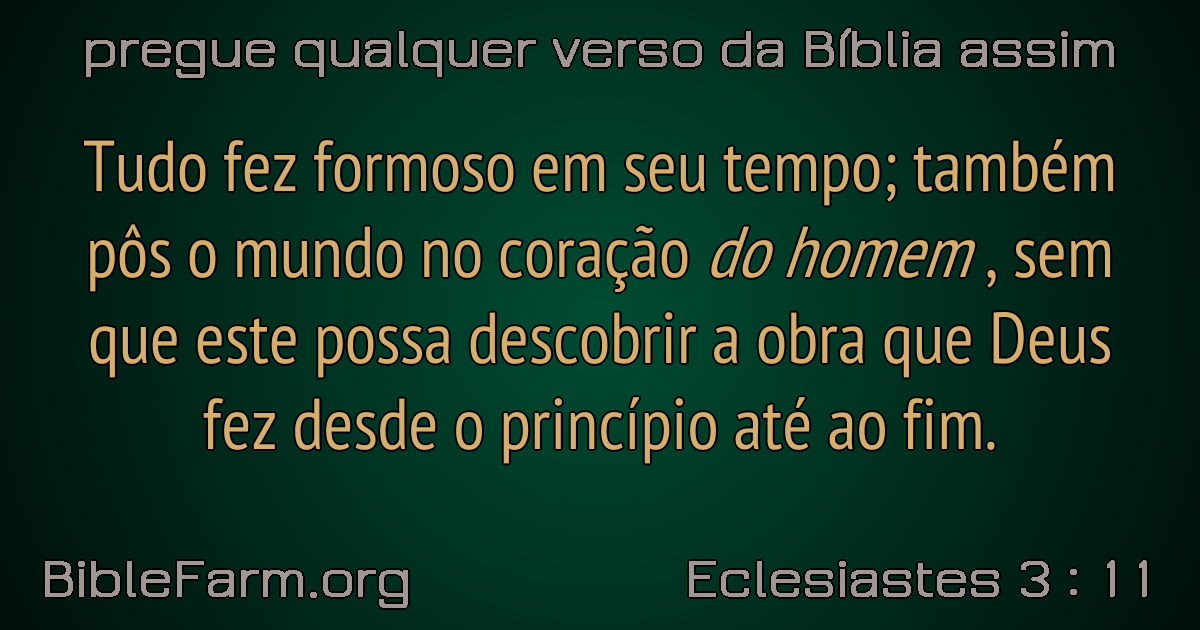 pregue qualquer verso da Bíblia assim
Tudo fez formoso em seu tempo; também
pôs o mundo no coração do homem , sem
que este possa descobrir a obra que Deus
fez desde o princípio até ao fim.
BibleFarm.org
Eclesiastes 3 : 11